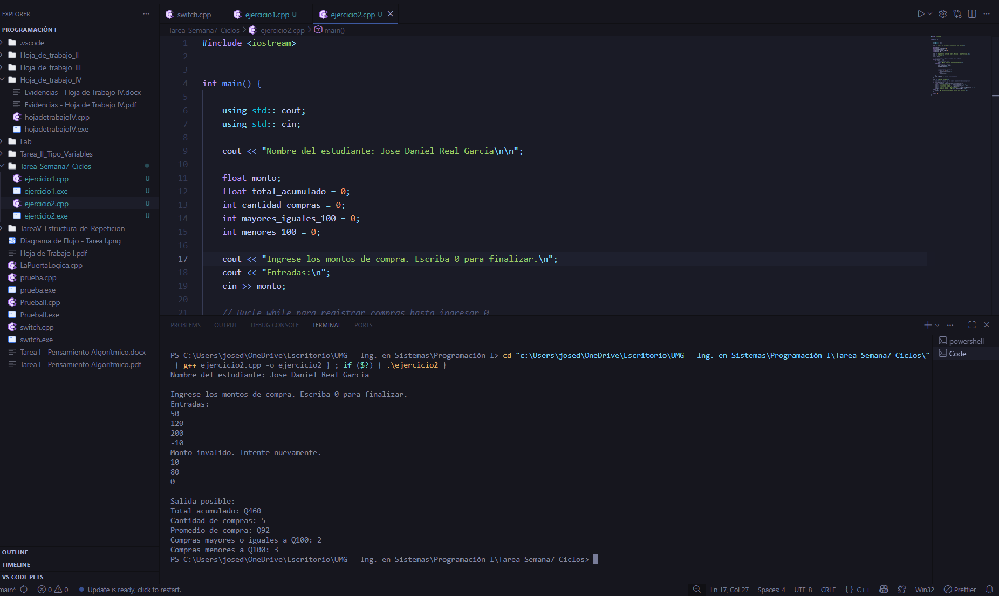 EXPLORER
PROGRAMACIÓN I
.vscode
Hoja_de_trabajo_II
Hoja_de_trabajo_III
Hoja_de_trabajo_IV
Evidencias - Hoja de Trabajo IV.docx
Evidencias - Hoja de Trabajo IV.pdf
hojadetrabajoIV.cpp
hojadetrabajoIV.exe
Lab
Tarea_II_Tipo_Variables
Tarea-Semana7-Ciclos
ejercicio1.cpp U
ejercicio1.exe U
ejercicio2.cpp U
ejercicio2.exe U
TareaV_Estructura_de_Repeticion
Diagrama de Flujo - Tarea I.png
Hoja de Trabajo I.pdf
LaPuertaLogica.cpp
prueba.cpp
prueba.exe
PruebaII.cpp
PruebaII.exe
switch.cpp
switch.exe
Tarea I - Pensamiento Algorítmico.docx
Tarea I - Pensamiento Algorítmico.pdf
OUTLINE
TIMELINE
VS CODE PETS
switch.cpp ejercicio1.cpp U ejercicio2.cpp U
Tarea-Semana7-Ciclos > ejercicio2.cpp > main()
1 #include <iostream>
2
3
4 int main() {
5
6 using std:: cout;
7 using std:: cin;
8
9 cout << "Nombre del estudiante: Jose Daniel Real Garcia\n\n";
10
11 float monto;
12 float total_acumulado = 0;
13 int cantidad_compras = 0;
14 int mayores_iguales_100 = 0;
15 int menores_100 = 0;
16
17 cout << "Ingrese los montos de compra. Escriba 0 para finalizar.\n";
18 cout << "Entradas:\n";
19 cin >> monto;
20
21 // Bucle while para registrar compras hasta ingresar 0
PROBLEMS OUTPUT DEBUG CONSOLE TERMINAL PORTS
powershell
Code
PS C:\Users\josed\OneDrive\Escritorio\UMG - Ing. en Sistemas\Programación I> cd "c:\Users\josed\OneDrive\Escritorio\UMG - Ing. en Sistemas\Programación I\Tarea-Semana7-Ciclos\"
{ g++ ejercicio2.cpp -o ejercicio2 } ; if ($?) { .\ejercicio2 }
Nombre del estudiante: Jose Daniel Real Garcia
Ingrese los montos de compra. Escriba 0 para finalizar.
Entradas:
50
120
200
-10
Monto invalido. Intente nuevamente.
10
80
0
Salida posible:
Total acumulado: Q460
Cantidad de compras: 5
Promedio de compra: Q92
Compras mayores o iguales a Q100: 2
Compras menores a Q100: 3
PS C:\Users\josed\OneDrive\Escritorio\UMG - Ing. en Sistemas\Programación I\Tarea-Semana7-Ciclos>
main* 0 0 Update is ready, click to restart. Ln 17, Col 27 Spaces: 4 UTF-8 CRLF {} C++ Win32 Prettier